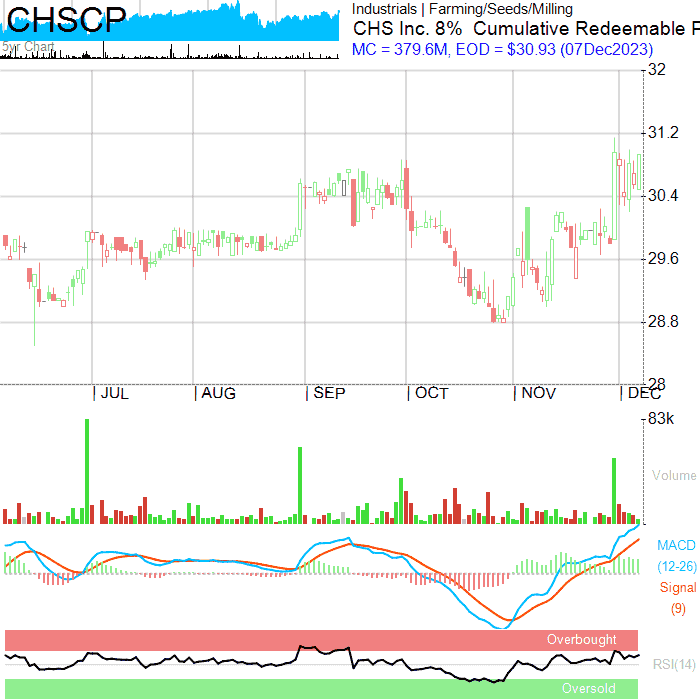 CHSCP
5yr Chart
Industrials | Farming/Seeds/Milling
CHS Inc. 8% Cumulative Redeemable P
MC = 379.6M, EOD = $30.93 (07Dec2023)
32
31.2
30.4
29.6
28.8
28
JUL AUG SEP OCT NOV DEC
83k
Volume
MACD
(12-26)
Signal
(9)
Overbought
RSI(14)
Oversold